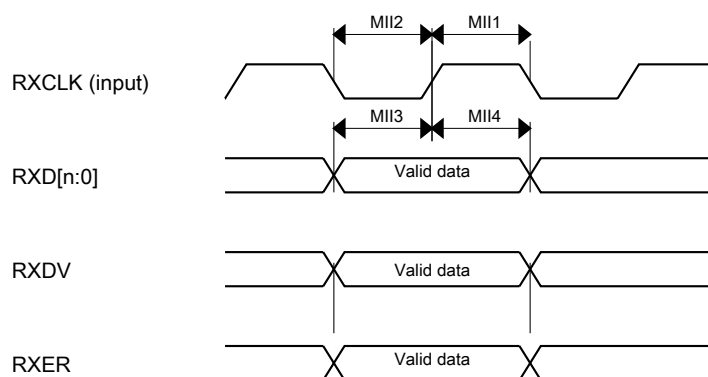 MII2 MII1
RXCLK (input)
MII3 MII4
RXD[n:0] Valid data
RXDV Valid data
RXER Valid data